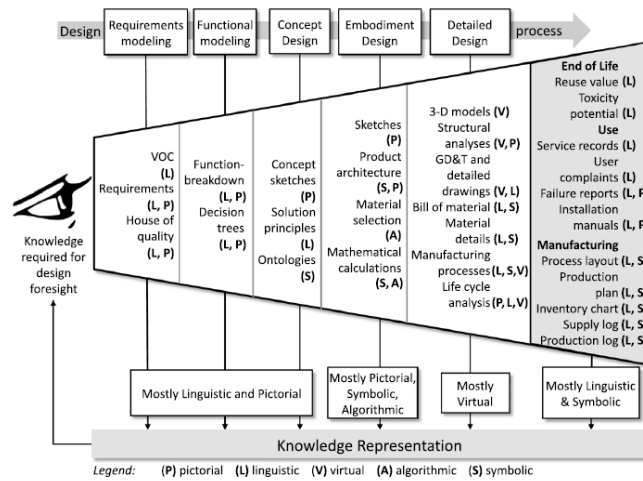 Design
Requirements
modeling
Functional
modeling
Concept
Design
Embodiment
Design
Detailed
Design
process
VOC
(L)
Requirements
(L, P)
House of
quality
(L, P)
Function-
breakdown
(L, P)
Decision
trees
(L, P)
Concept
sketches
(P)
Solution
principles
(L)
Ontologies
(S)
Sketches
(P)
Product
architecture
(S, P)
Material
selection
(A)
Mathematical
calculations
(S, A)
3-D models (V)
Structural
analyses (V, P)
GD&T and
detailed
drawings (V, L)
Bill of material (L, S)
Material
details (L, S)
Manufacturing
processes (L, S, V)
Life cycle
analysis (P, L, V)
End of Life
Reuse value (L)
Toxicity
potential (L)
Use
Service records (L)
User
complaints (L)
Failure reports (L, P
Installation
manuals (L, P
Manufacturing
Process layout (L, S
Production
plan (L, S
Inventory chart (L, S
Supply log (L, S
Production log (L, S
Knowledge
required for
design
foresight
Mostly Linguistic and Pictorial
Mostly Pictorial,
Symbolic,
Algorithmic
Mostly
Virtual
Mostly Linguistic
& Symbolic
Knowledge Representation
Legend: (P) pictorial (L) linguistic (V) virtual (A) algorithmic (S) symbolic